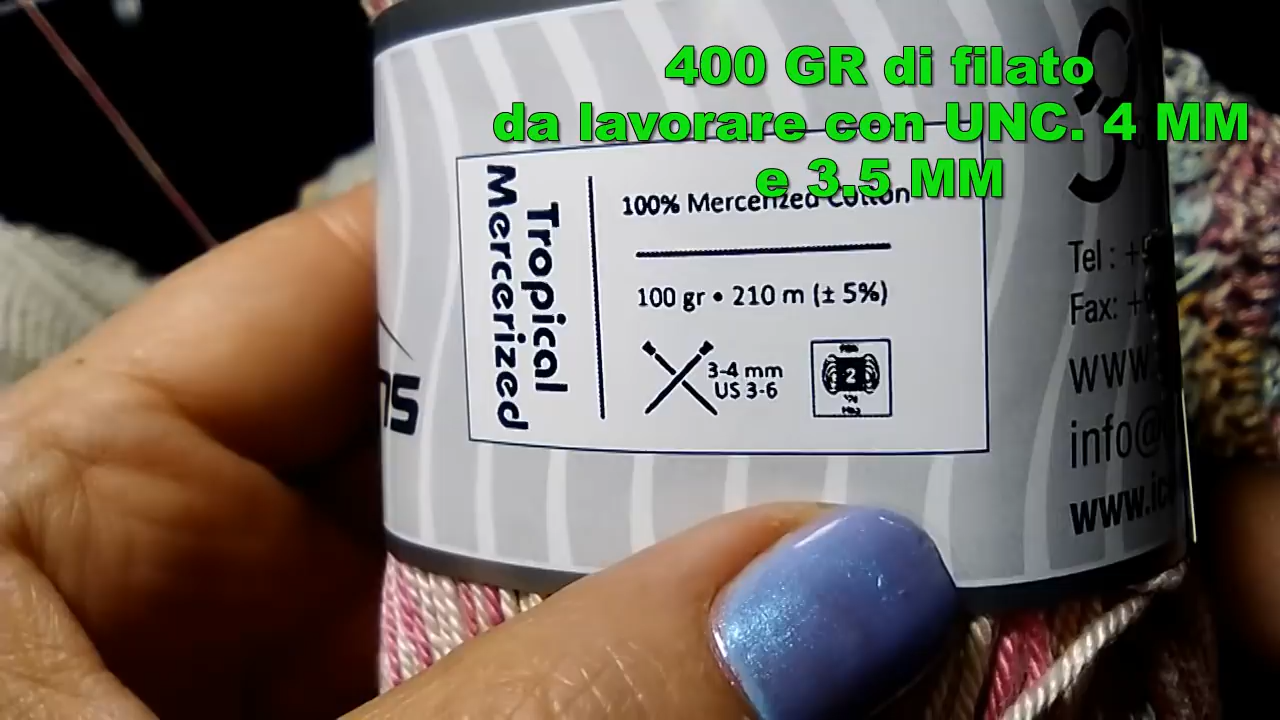 400 GR di filato
da lavorare con UNC. 4 MM
e 3.5 MM
Tropical
Mercerized
100% Mercerized Cotton
100 gr • 210 m (± 5%)
3-4 mm
US 3-6
2
Tel : +
Fax: +
www.
info@
www.ic